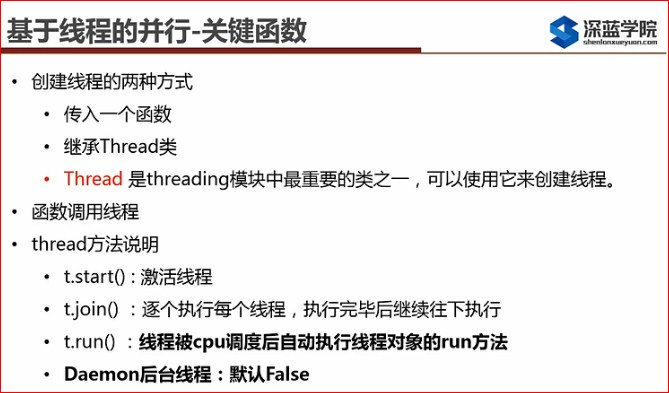 基于线程的并行-关键函数
深蓝学院
shenlanxueyuan.com
• 创建线程的两种方式
• 传入一个函数
• 继承Thread类
• Thread 是threading模块中最重要的类之一，可以使用它来创建线程。
• 函数调用线程
• thread方法说明
• t.start() : 激活线程
• t.join() ：逐个执行每个线程，执行完毕后继续往下执行
• t.run() ：线程被cpu调度后自动执行线程对象的run方法
• Daemon后台线程：默认False